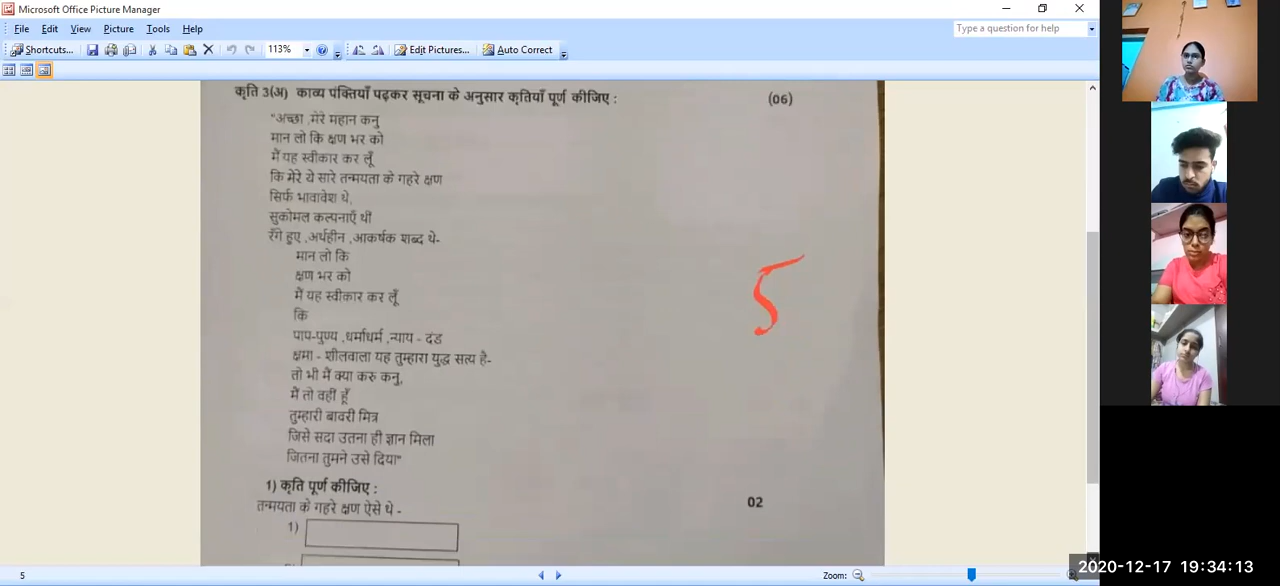 Microsoft Office Picture Manager
File Edit View Picture Tools Help
Type a question for help
Shortcuts... 113% Edit Pictures... Auto Correct
कृति 3(अ) काव्य पंक्तियाँ पढ़कर सूचना के अनुसार कृतियाँ पूर्ण कीजिए : (06)
"अच्छा ,मेरे महान कनु
मान लो कि क्षण भर को
मैं यह स्वीकार कर लूँ
कि मेरे ये सारे तन्मयता के गहरे क्षण
सिर्फ भावावेश थे,
सुकोमल कल्पनाएँ थीं
रँगे हुए ,अर्थहीन ,आकर्षक शब्द थे-
मान लो कि
क्षण भर को
मैं यह स्वीकार कर लूँ
कि
पाप-पुण्य ,धर्माधर्म ,न्याय - दंड
क्षमा - शीलवाला यह तुम्हारा युद्ध सत्य है-
तो भी मैं क्या करु कनु,
मैं तो वहीं हूँ
तुम्हारी बावरी मित्र
जिसे सदा उतना ही ज्ञान मिला
जितना तुमने उसे दिया"
5
1) कृति पूर्ण कीजिए : 02
तन्मयता के गहरे क्षण ऐसे थे -
1)
5 Zoom:
2020-12-17 19:34:13